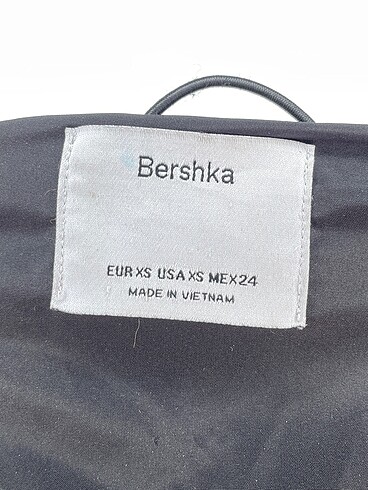 Bershka
EUR XS USA XS MEX 24
MADE IN VIETNAM